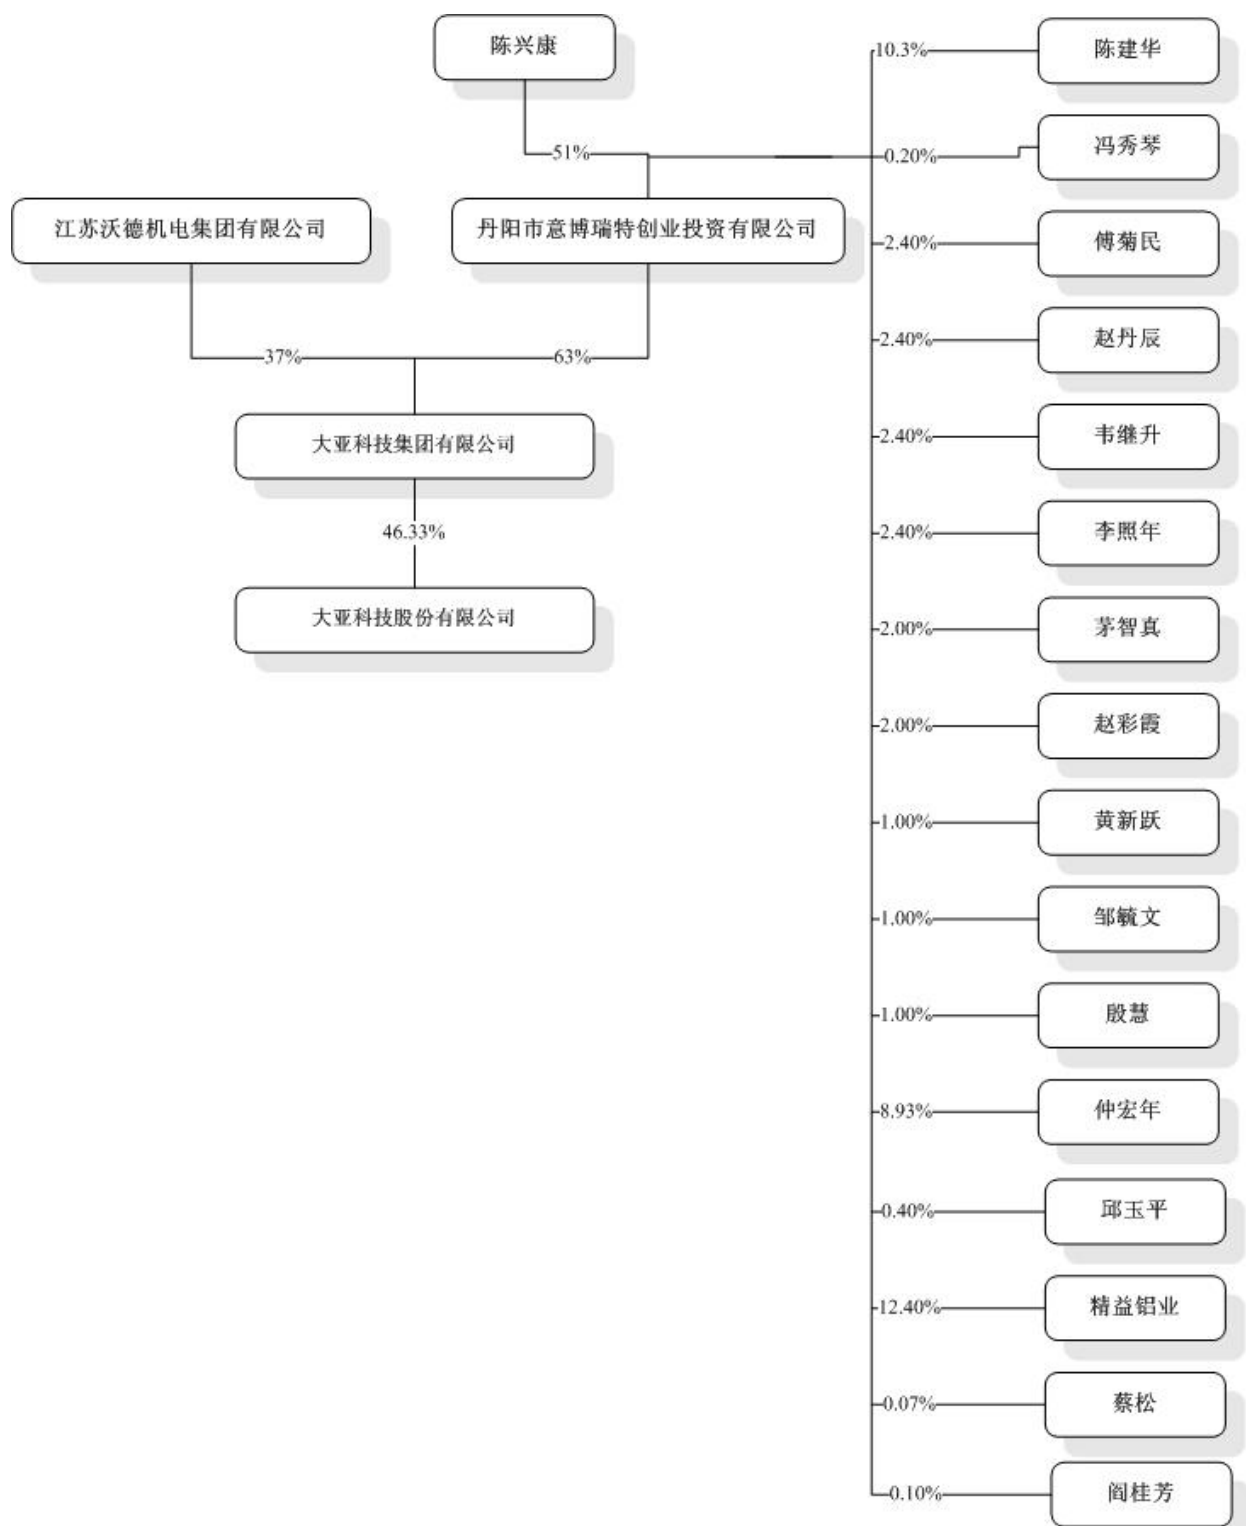 陈兴康
51%
江苏沃德机电集团有限公司
丹阳市意博瑞特创业投资有限公司
37%
63%
大亚科技集团有限公司
46.33%
大亚科技股份有限公司
10.3%
陈建华
0.20%
冯秀琴
2.40%
傅菊民
2.40%
赵丹辰
2.40%
韦继升
2.40%
李照年
2.00%
茅智真
2.00%
赵彩霞
1.00%
黄新跃
1.00%
邹毓文
1.00%
殷慧
8.93%
仲宏年
0.40%
邱玉平
12.40%
精益铝业
0.07%
蔡松
0.10%
阎桂芳